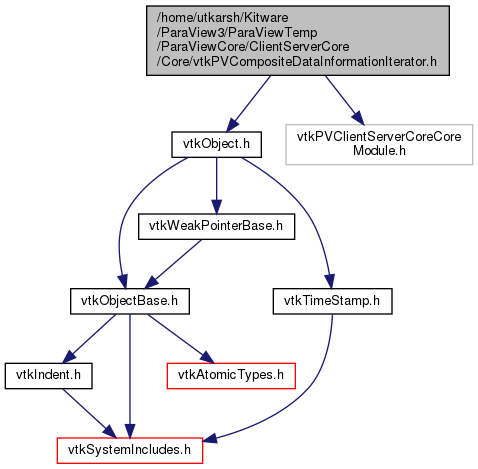 /home/utkarsh/Kitware
/ParaView3/ParaViewTemp
/ParaViewCore/ClientServerCore
/Core/vtkPVCompositeDataInformationIterator.h
vtkObject.h
vtkPVClientServerCoreCore
Module.h
vtkWeakPointerBase.h
vtkObjectBase.h
vtkTimeStamp.h
vtkIndent.h
vtkAtomicTypes.h
vtkSystemIncludes.h